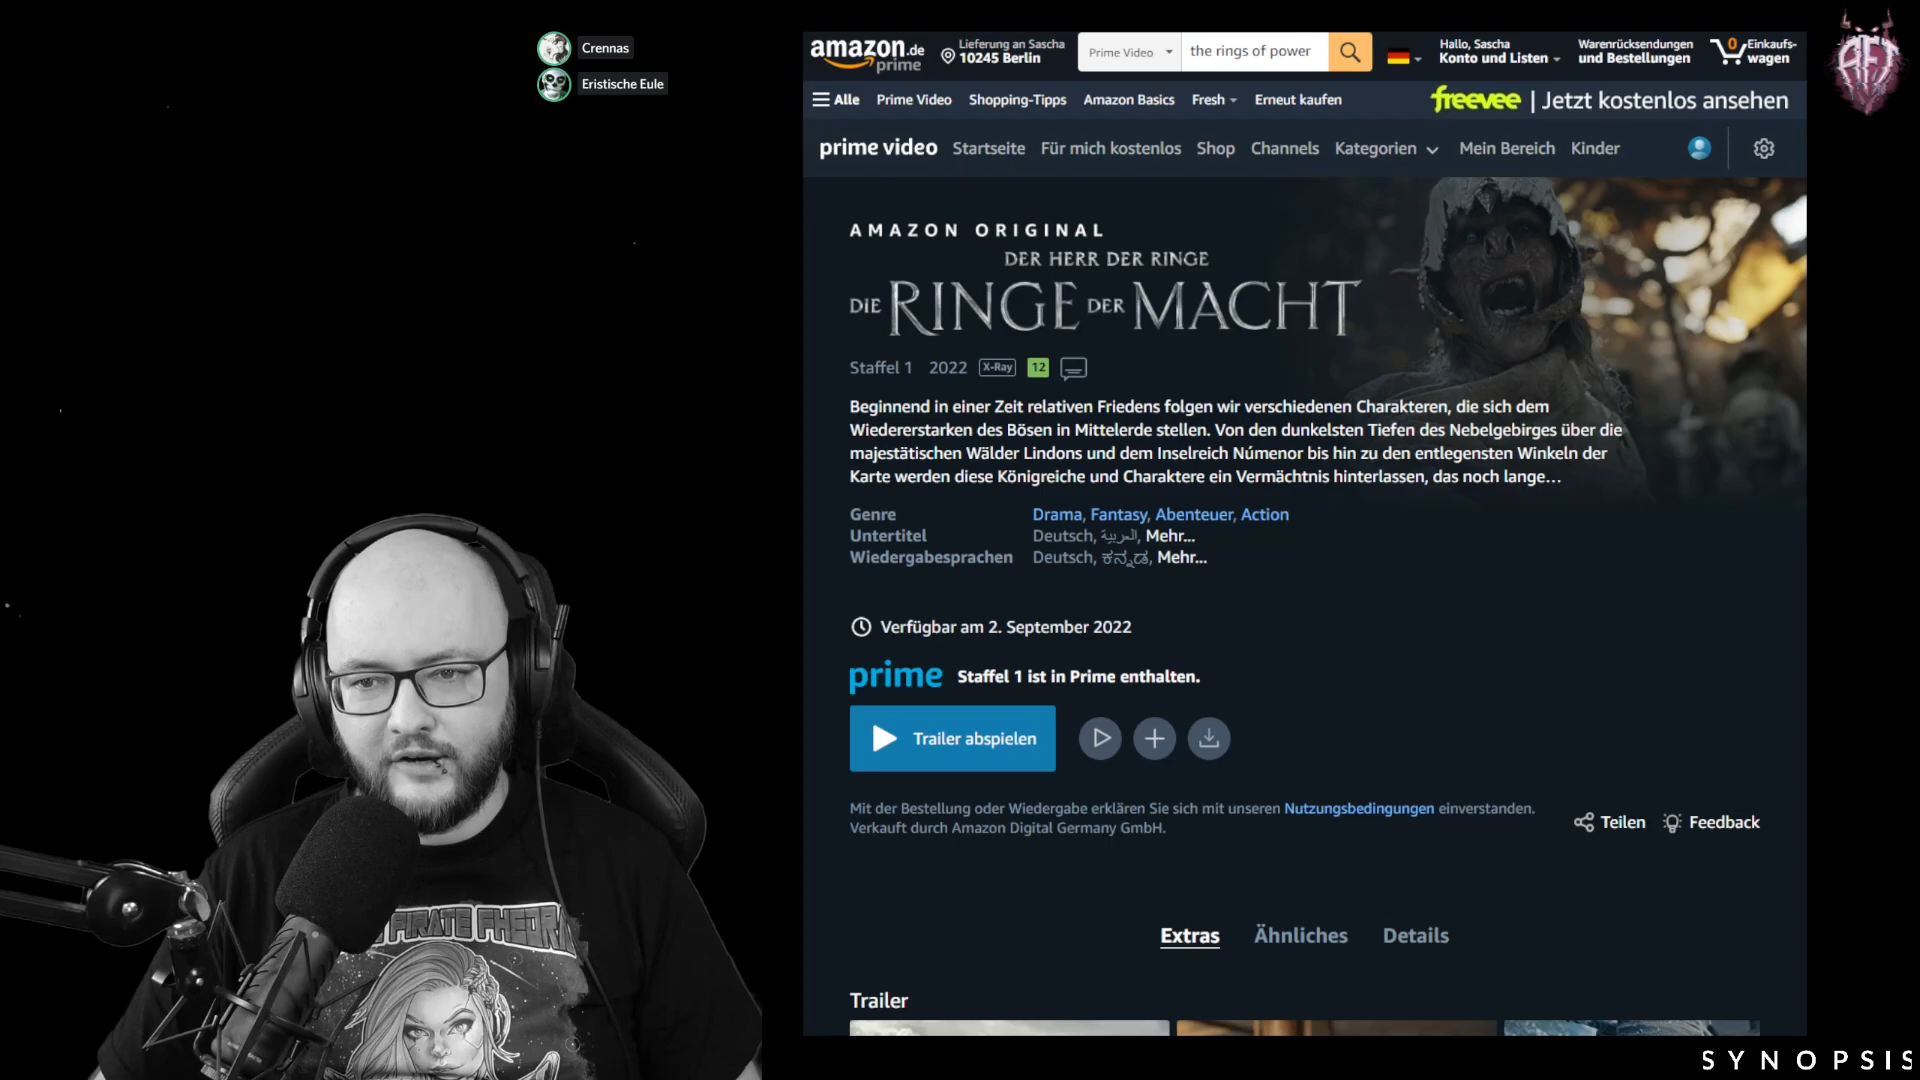 Crennas
Eristische Eule
amazon.de
prime
Lieferung an Sascha
10245 Berlin
Prime Video
the rings of power
Hallo, Sascha
Konto und Listen
Warenrücksendungen
und Bestellungen
0
Einkaufs-
wagen
Alle
Prime Video
Shopping-Tipps
Amazon Basics
Fresh
Erneut kaufen
freevee | Jetzt kostenlos ansehen
prime video
Startseite
Für mich kostenlos
Shop
Channels
Kategorien
Mein Bereich
Kinder
AMAZON ORIGINAL
DER HERR DER RINGE
DIE RINGE DER MACHT
Staffel 1 2022 X-Ray 12
Beginnend in einer Zeit relativen Friedens folgen wir verschiedenen Charakteren, die sich dem
Wiedererstarken des Bösen in Mittelerde stellen. Von den dunkelsten Tiefen des Nebelgebirges über die
majestätischen Wälder Lindons und dem Inselreich Númenor bis hin zu den entlegensten Winkeln der
Karte werden diese Königreiche und Charaktere ein Vermächtnis hinterlassen, das noch lange…
Genre Drama, Fantasy, Abenteuer, Action
Untertitel Deutsch, العربية, Mehr...
Wiedergabesprachen Deutsch, ಕನ್ನಡ, Mehr...
Verfügbar am 2. September 2022
prime Staffel 1 ist in Prime enthalten.
Trailer abspielen
Mit der Bestellung oder Wiedergabe erklären Sie sich mit unseren Nutzungsbedingungen einverstanden.
Verkauft durch Amazon Digital Germany GmbH.
Teilen
Feedback
Extras
Ähnliches
Details
Trailer
PIRATE
SYNOPSIS